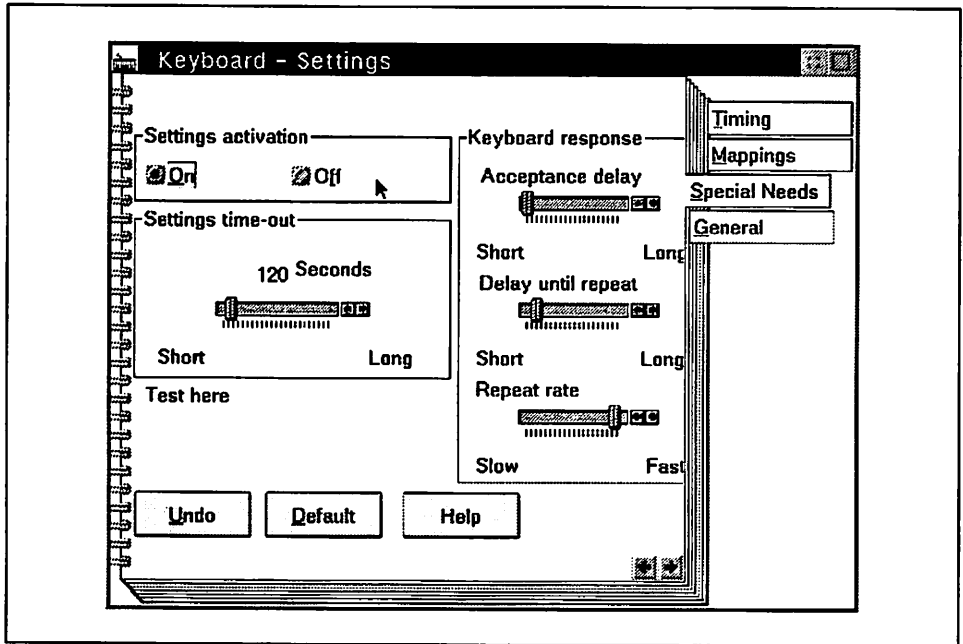 Keyboard – Settings
Settings activation
On Off
Settings time-out
120 Seconds
Short Long
Test here
Keyboard response
Acceptance delay
Short Long
Delay until repeat
Short Long
Repeat rate
Slow Fast
Timing
Mappings
Special Needs
General
Undo Default Help